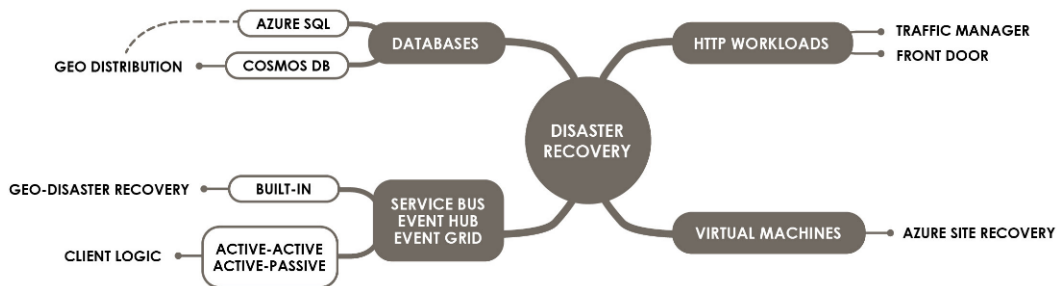 AZURE SQL
DATABASES
GEO DISTRIBUTION
COSMOS DB
HTTP WORKLOADS
TRAFFIC MANAGER
FRONT DOOR
DISASTER
RECOVERY
GEO-DISASTER RECOVERY
BUILT-IN
SERVICE BUS
EVENT HUB
EVENT GRID
CLIENT LOGIC
ACTIVE-ACTIVE
ACTIVE-PASSIVE
VIRTUAL MACHINES
AZURE SITE RECOVERY